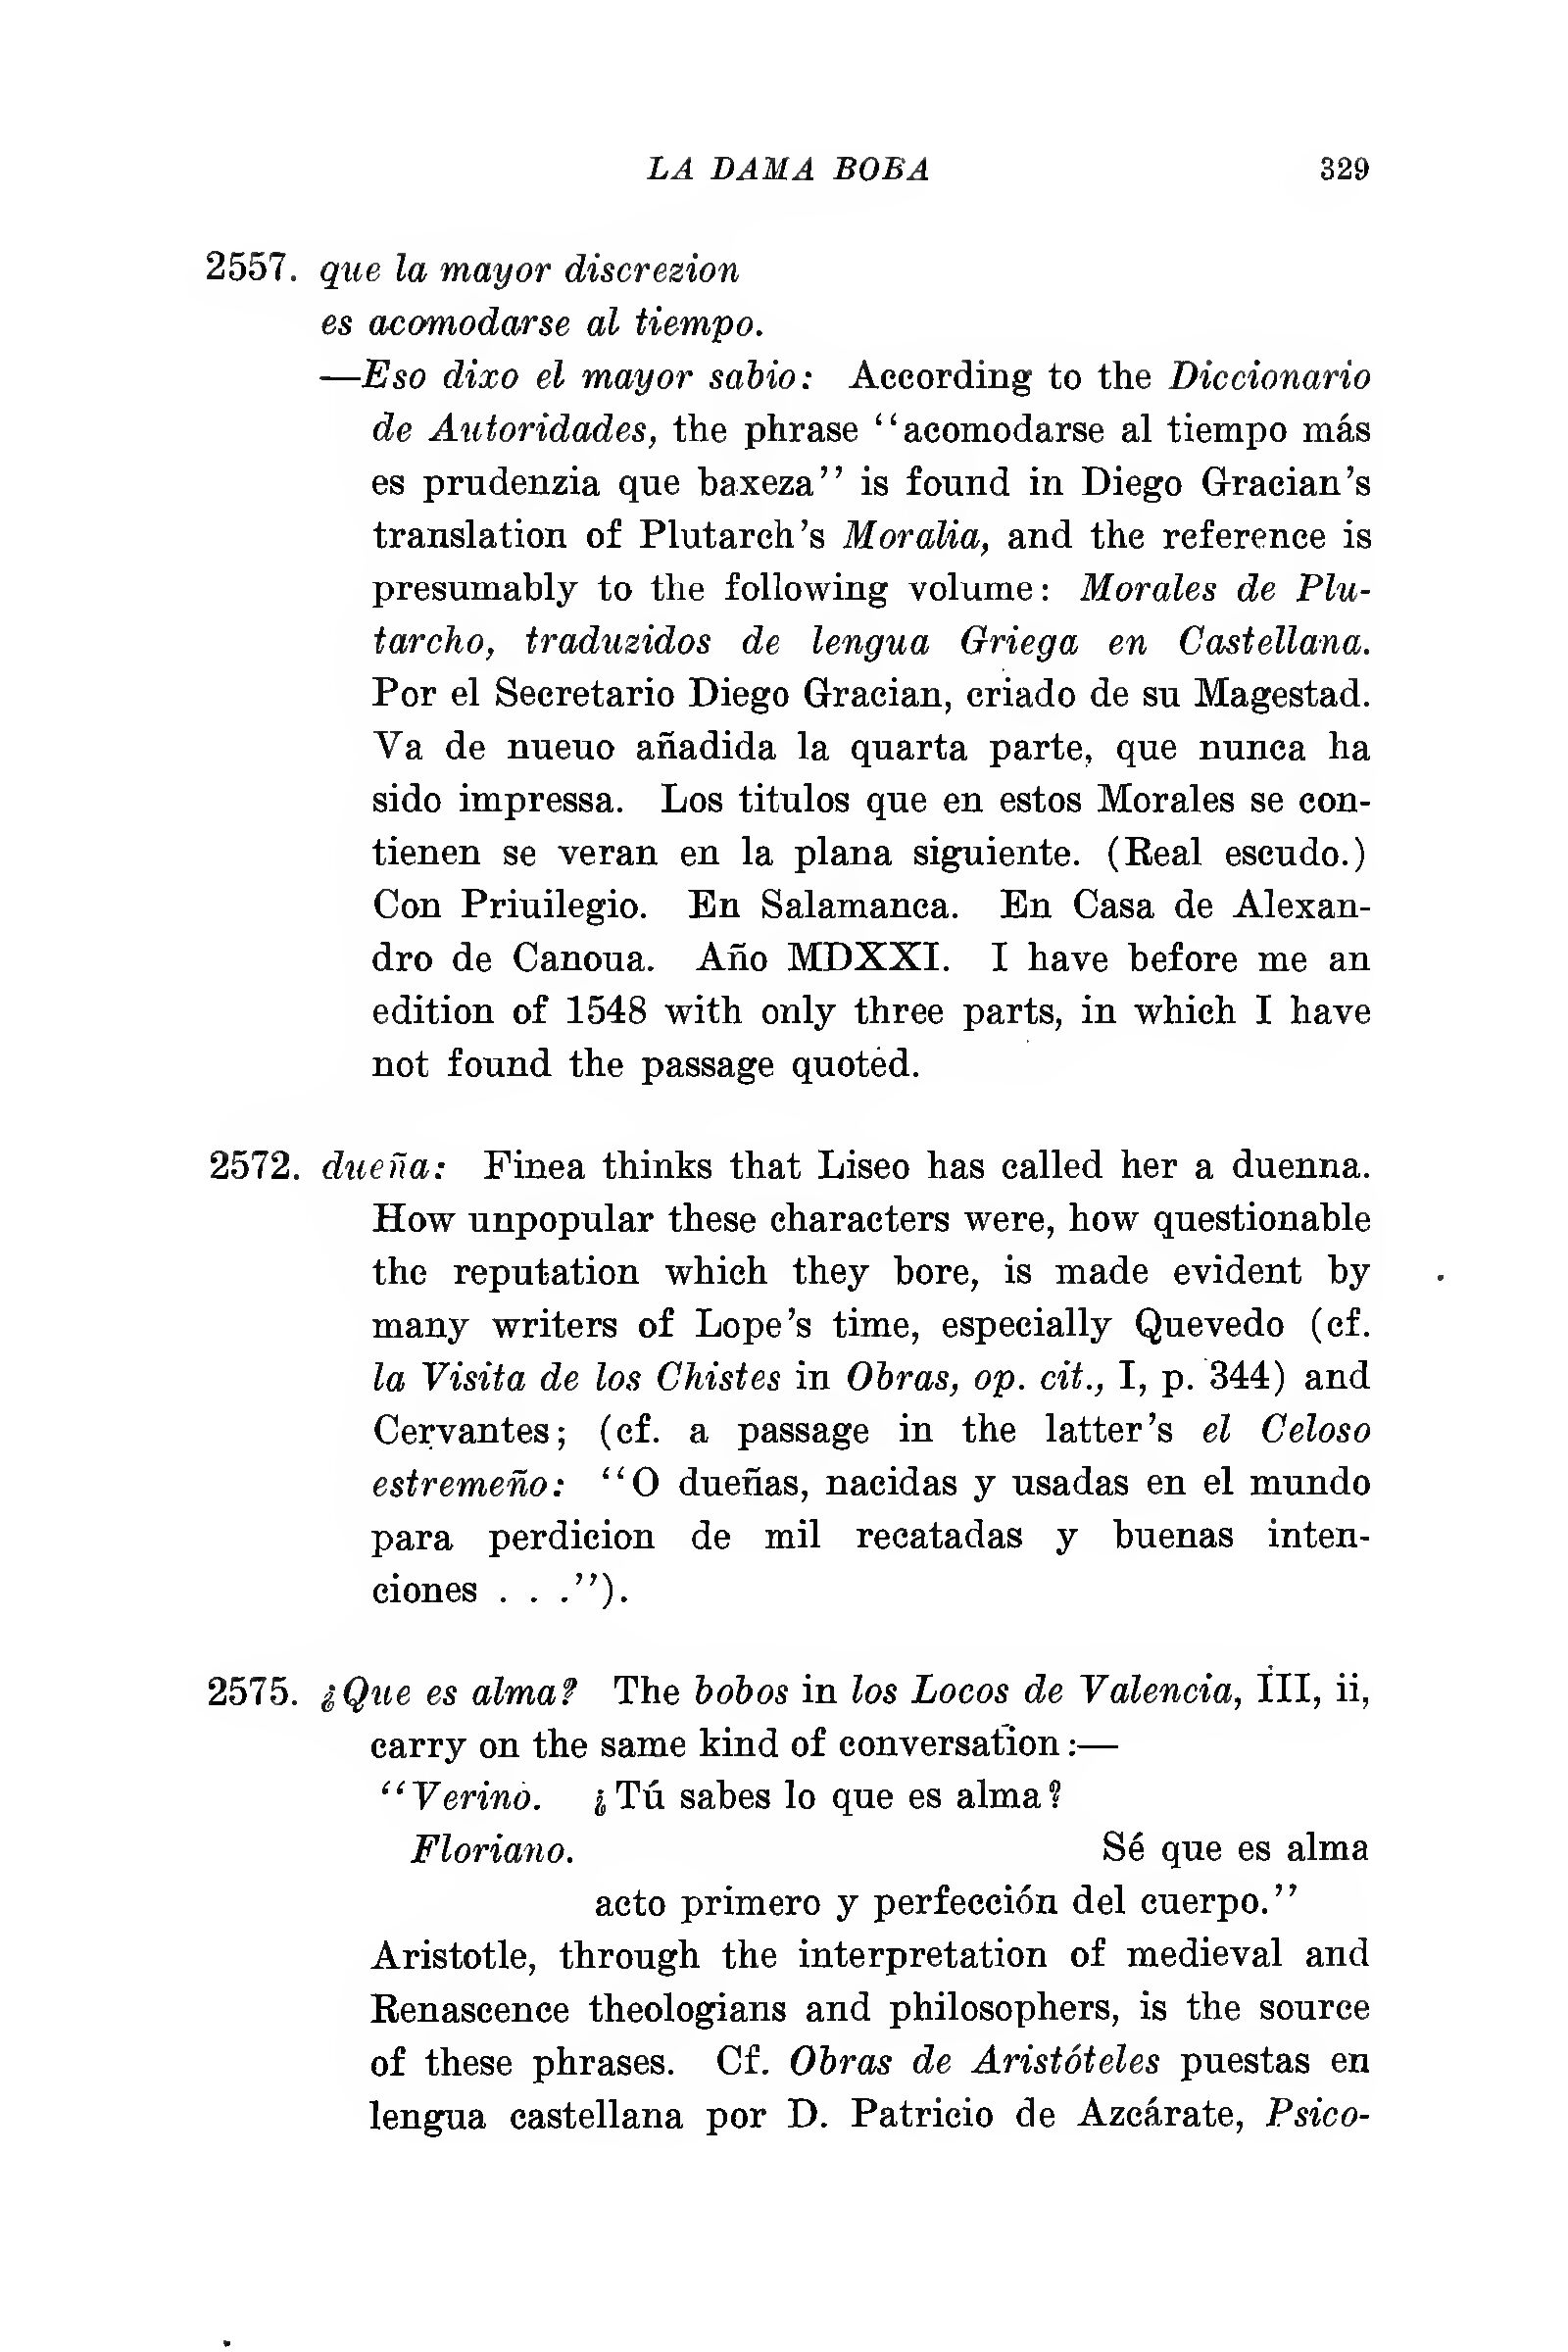 LA DAMA BOBA 329
2557. que la mayor discrezion
es acomodarse al tiempo.
—Eso dixo el mayor sabio: According to the Diccionario
de Autoridades, the phrase “acomodarse al tiempo más
es prudenzia que baxeza” is found in Diego Gracian’s
translation of Plutarch’s Moralia, and the reference is
presumably to the following volume: Morales de Plu-
tarcho, traduzidos de lengua Griega en Castellana.
Por el Secretario Diego Gracian, criado de su Magestad.
Va de nueuo añadida la quarta parte, que nunca ha
sido impressa. Los titulos que en estos Morales se con-
tienen se veran en la plana siguiente. (Real escudo.)
Con Priuilegio. En Salamanca. En Casa de Alexan-
dro de Canoua. Año MDXXI. I have before me an
edition of 1548 with only three parts, in which I have
not found the passage quoted.
2572. dueña: Finea thinks that Liseo has called her a duenna.
How unpopular these characters were, how questionable
the reputation which they bore, is made evident by
many writers of Lope’s time, especially Quevedo (cf.
la Visita de los Chistes in Obras, op. cit., I, p. 344) and
Cervantes; (cf. a passage in the latter’s el Celoso
estremeño: “O dueñas, nacidas y usadas en el mundo
para perdicion de mil recatadas y buenas inten-
ciones . . .”).
2575. ¿Que es alma? The bobos in los Locos de Valencia, III, ii,
carry on the same kind of conversation:—
“Verino. ¿Tú sabes lo que es alma?
Floriano. Sé que es alma
acto primero y perfección del cuerpo.”
Aristotle, through the interpretation of medieval and
Renascence theologians and philosophers, is the source
of these phrases. Cf. Obras de Aristóteles puestas en
lengua castellana por D. Patricio de Azcárate, Psico-